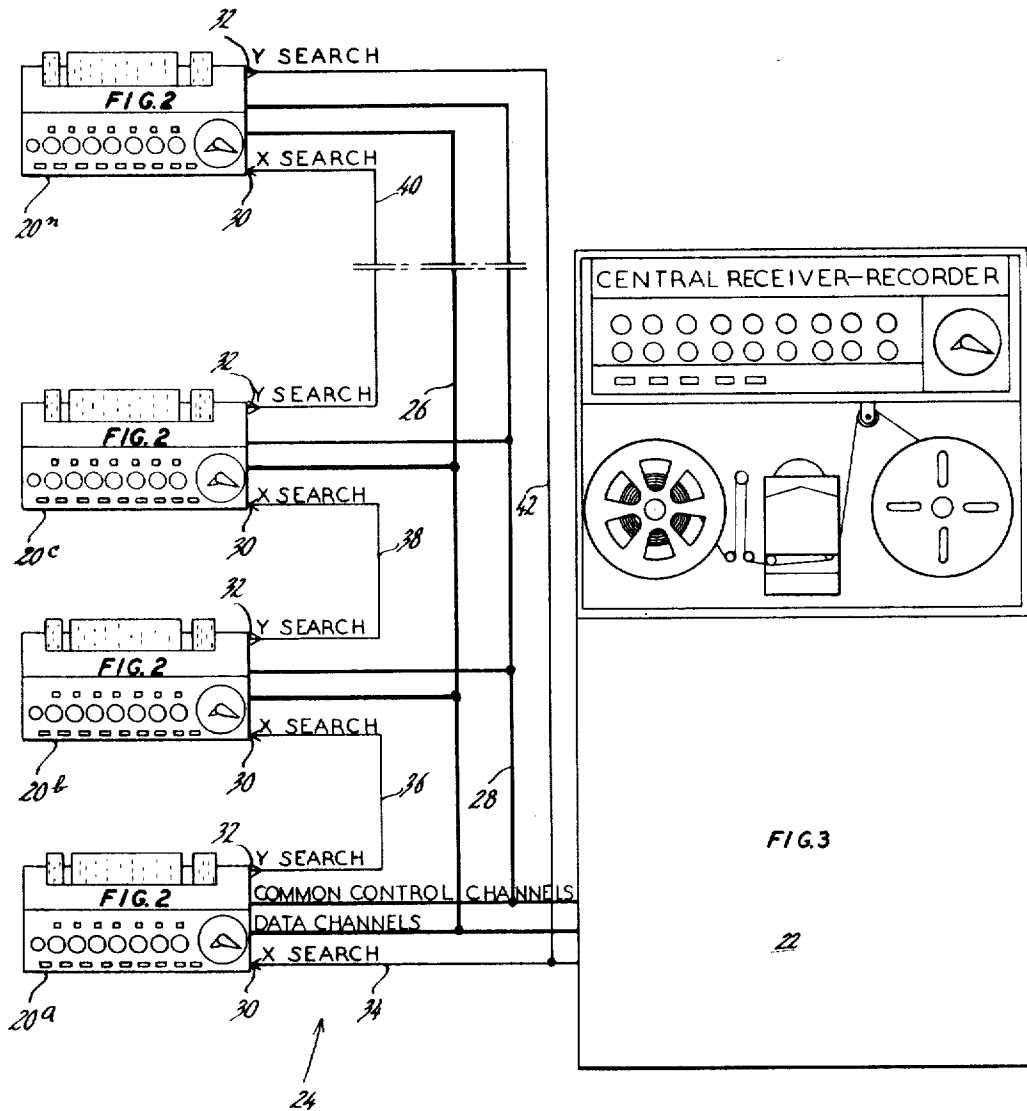 32
Y SEARCH
FIG.2
X SEARCH
20n
30
40
CENTRAL RECEIVER-RECORDER
32
Y SEARCH
26
FIG.2
42
X SEARCH
20c
30
38
32
Y SEARCH
FIG.2
X SEARCH
20b
30
36
28
32
Y SEARCH
FIG.3
FIG.2
COMMON CONTROL CHANNELS
DATA CHANNELS
22
X SEARCH
20a
30
34
24